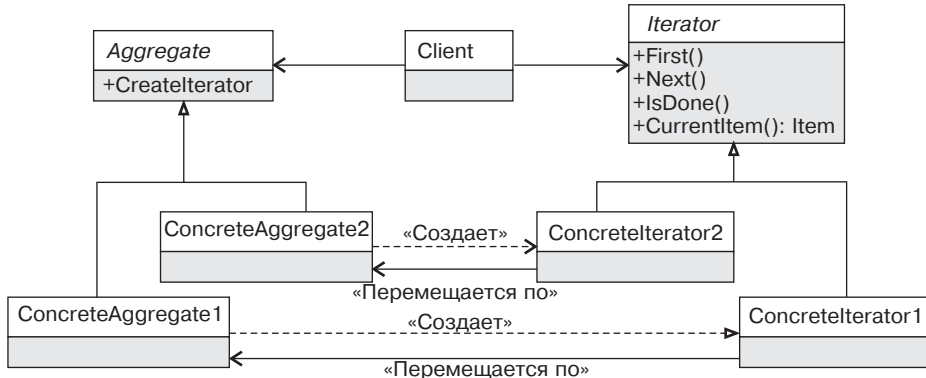 Aggregate
+CreateIterator
Client
Iterator
+First()
+Next()
+IsDone()
+CurrentItem(): Item
ConcreteAggregate2
«Создает»
ConcreteIterator2
«Перемещается по»
ConcreteAggregate1
«Создает»
ConcreteIterator1
«Перемещается по»